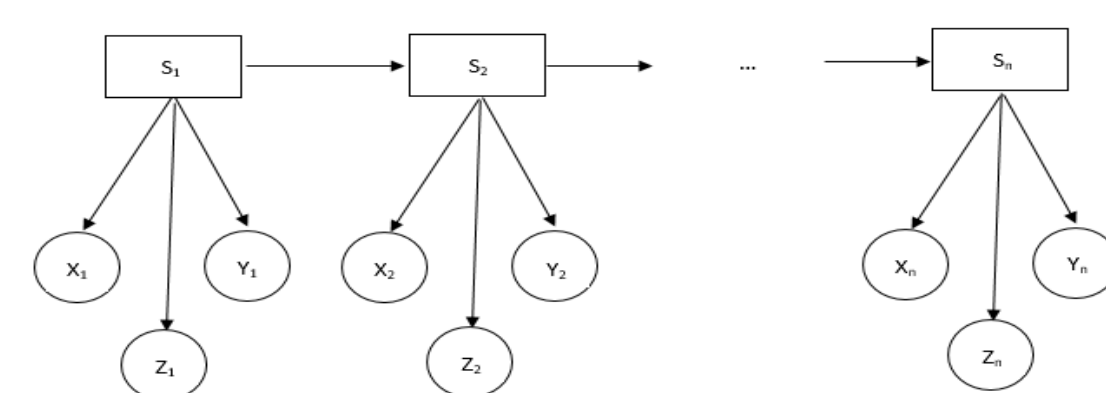 S₁ S₂ ... Sₙ
X₁ Y₁ X₂ Y₂ Xₙ Yₙ
Z₁ Z₂ Zₙ